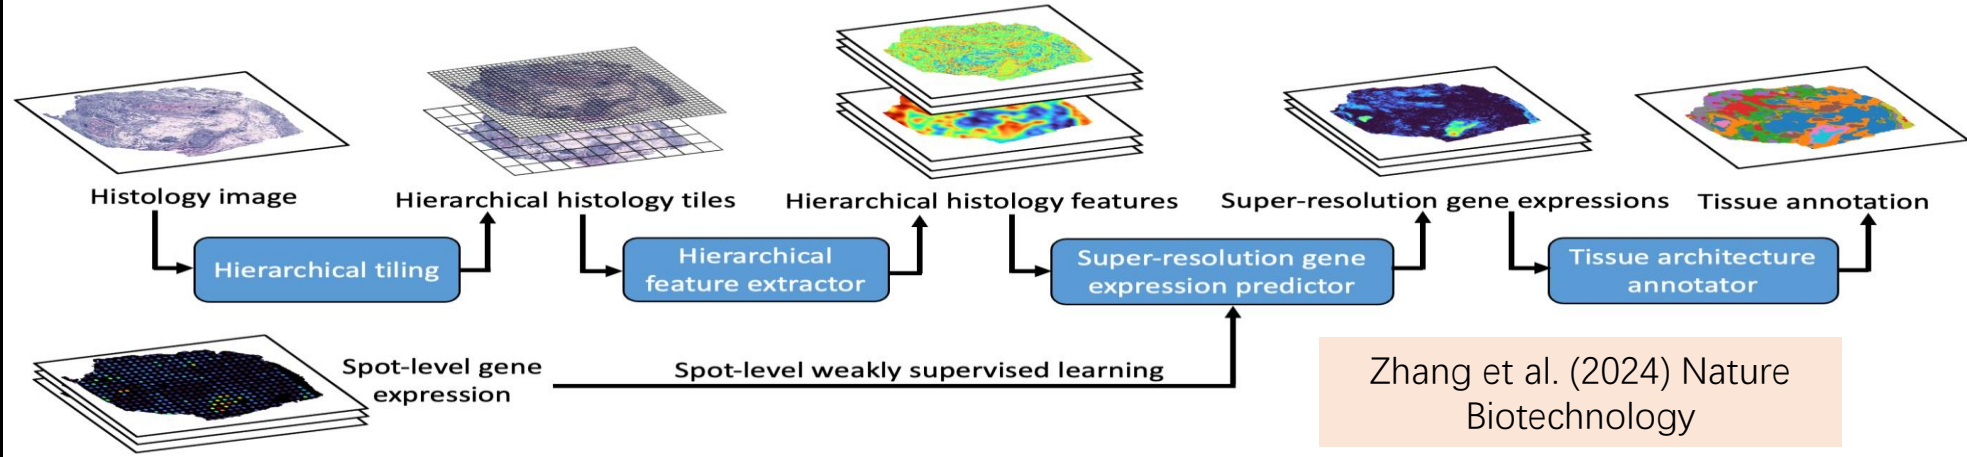 Histology image
Hierarchical histology tiles
Hierarchical histology features
Super-resolution gene expressions
Tissue annotation
Hierarchical tiling
Hierarchical
feature extractor
Super-resolution gene
expression predictor
Tissue architecture
annotator
Spot-level gene
expression
Spot-level weakly supervised learning
Zhang et al. (2024) Nature
Biotechnology